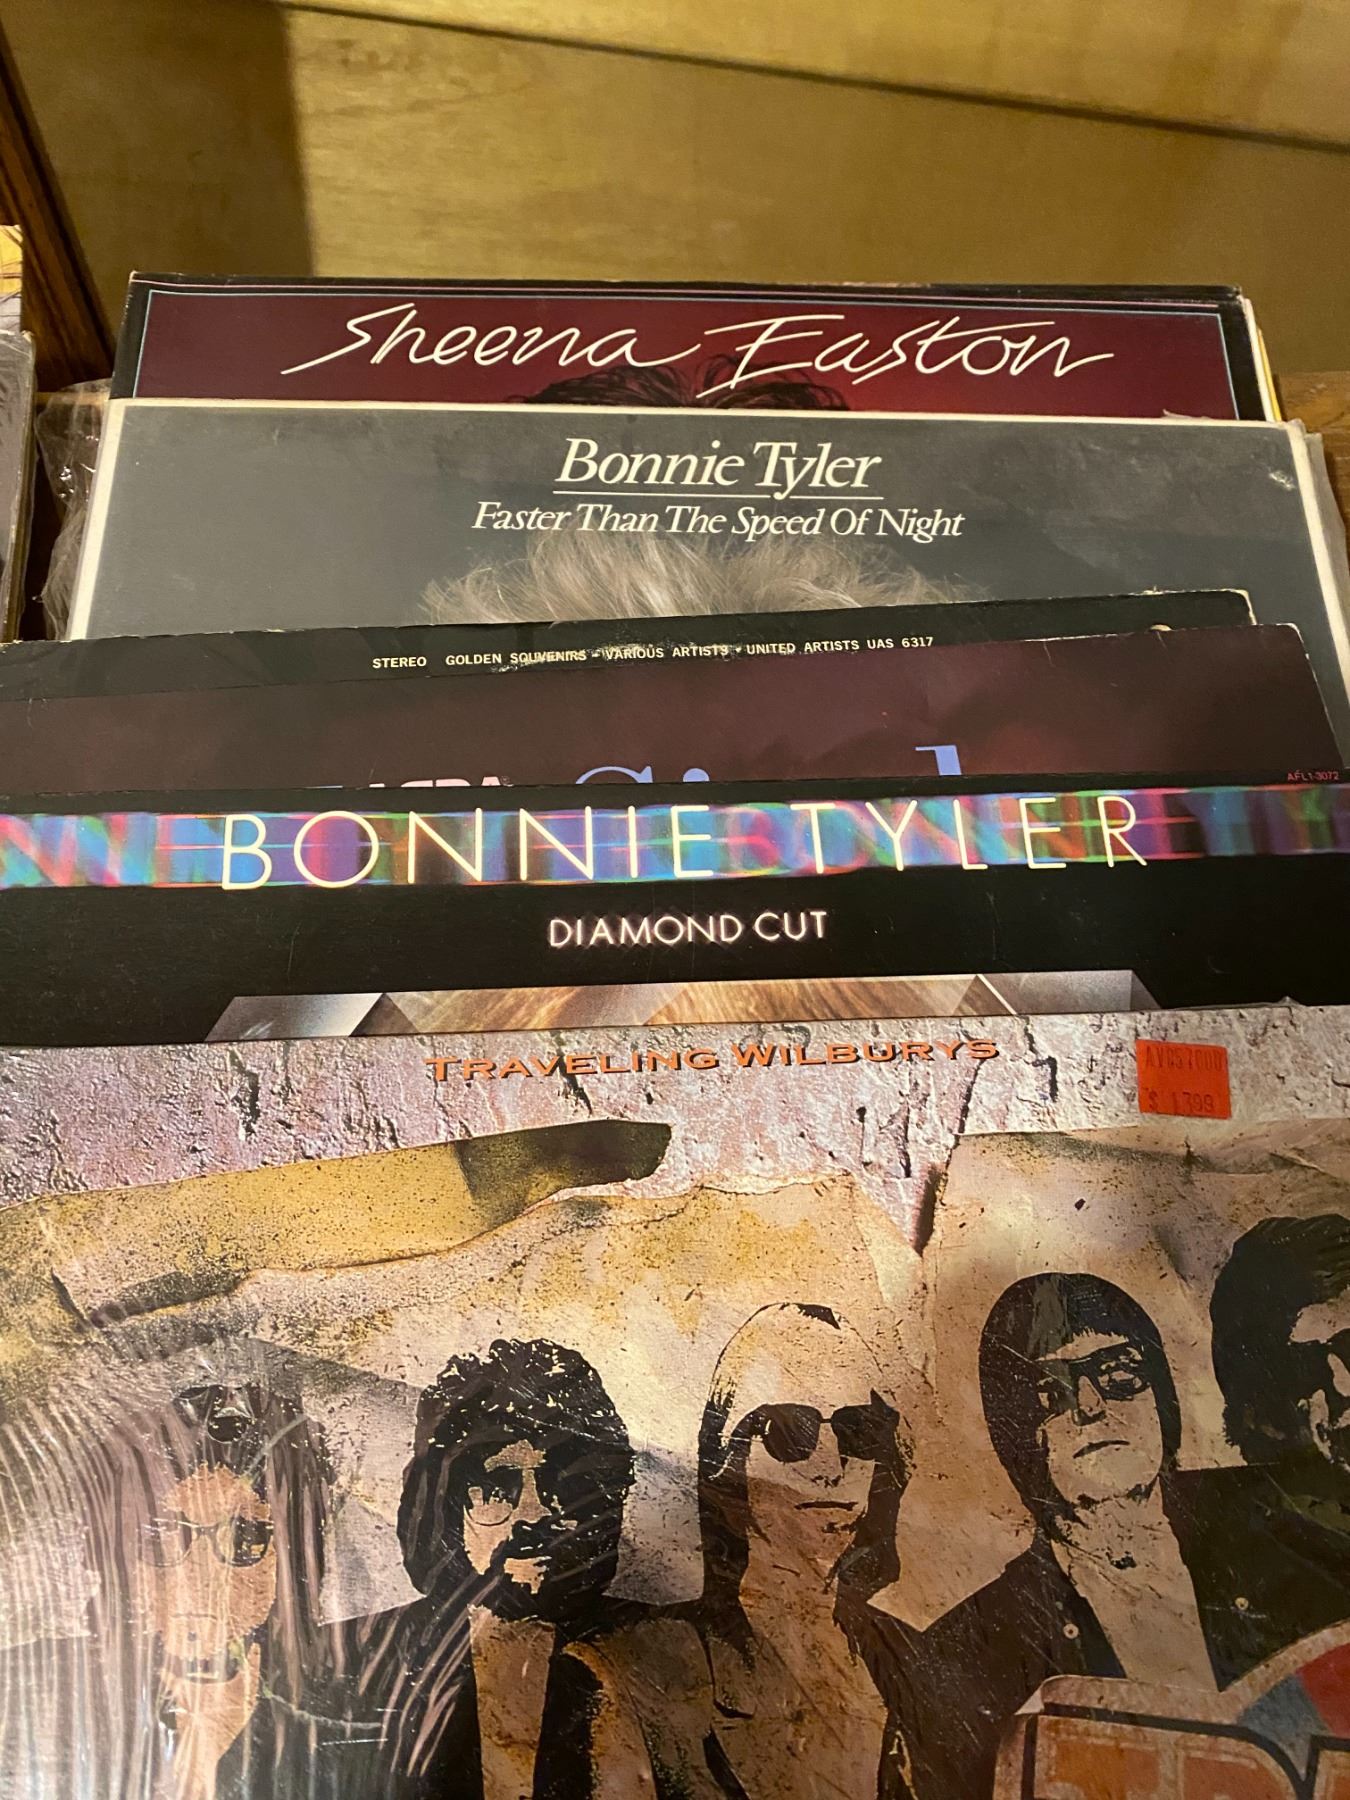 Sheena Easton
Bonnie Tyler
Faster Than The Speed Of Night
STEREO GOLDEN SOUVENIRS - VARIOUS ARTISTS • UNITED ARTISTS UAS 6317
AFL1-3072
BONNIE TYLER
DIAMOND CUT
TRAVELING WILBURYS
$ 1399